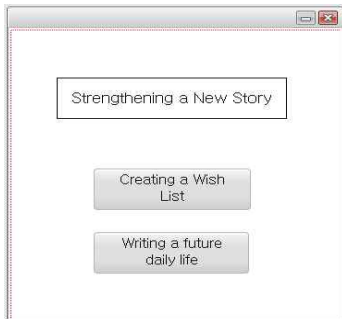 Strengthening a New Story
Creating a Wish
List
Writing a future
daily life